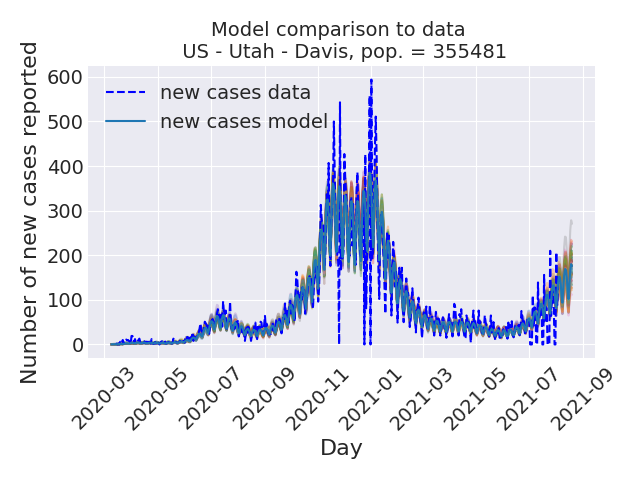 Model comparison to data
US - Utah - Davis, pop. = 355481
Number of new cases reported
600
500
400
300
200
100
0
new cases data
new cases model
2020-03
2020-05
2020-07
2020-09
2020-11
2021-01
2021-03
2021-05
2021-07
2021-09
Day